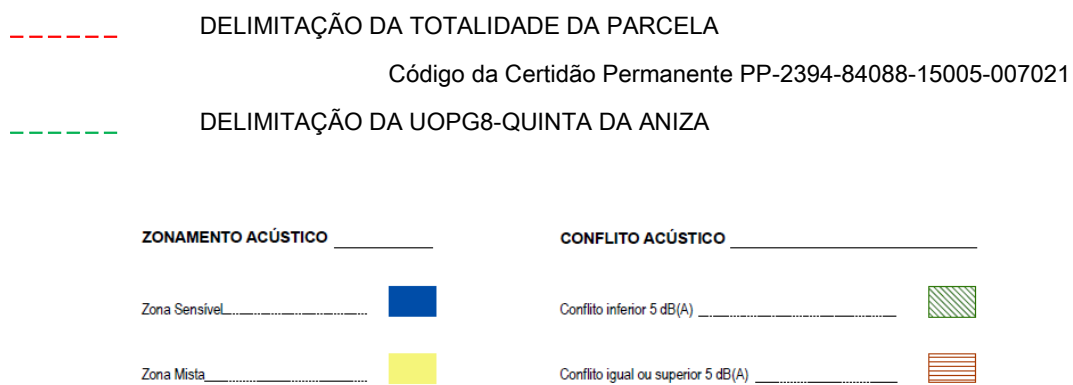 DELIMITAÇÃO DA TOTALIDADE DA PARCELA
Código da Certidão Permanente PP-2394-84088-15005-007021
DELIMITAÇÃO DA UOPG8-QUINTA DA ANIZA
ZONAMENTO ACÚSTICO
CONFLITO ACÚSTICO
Zona Sensível
Conflito inferior 5 dB(A)
Zona Mista
Conflito igual ou superior 5 dB(A)